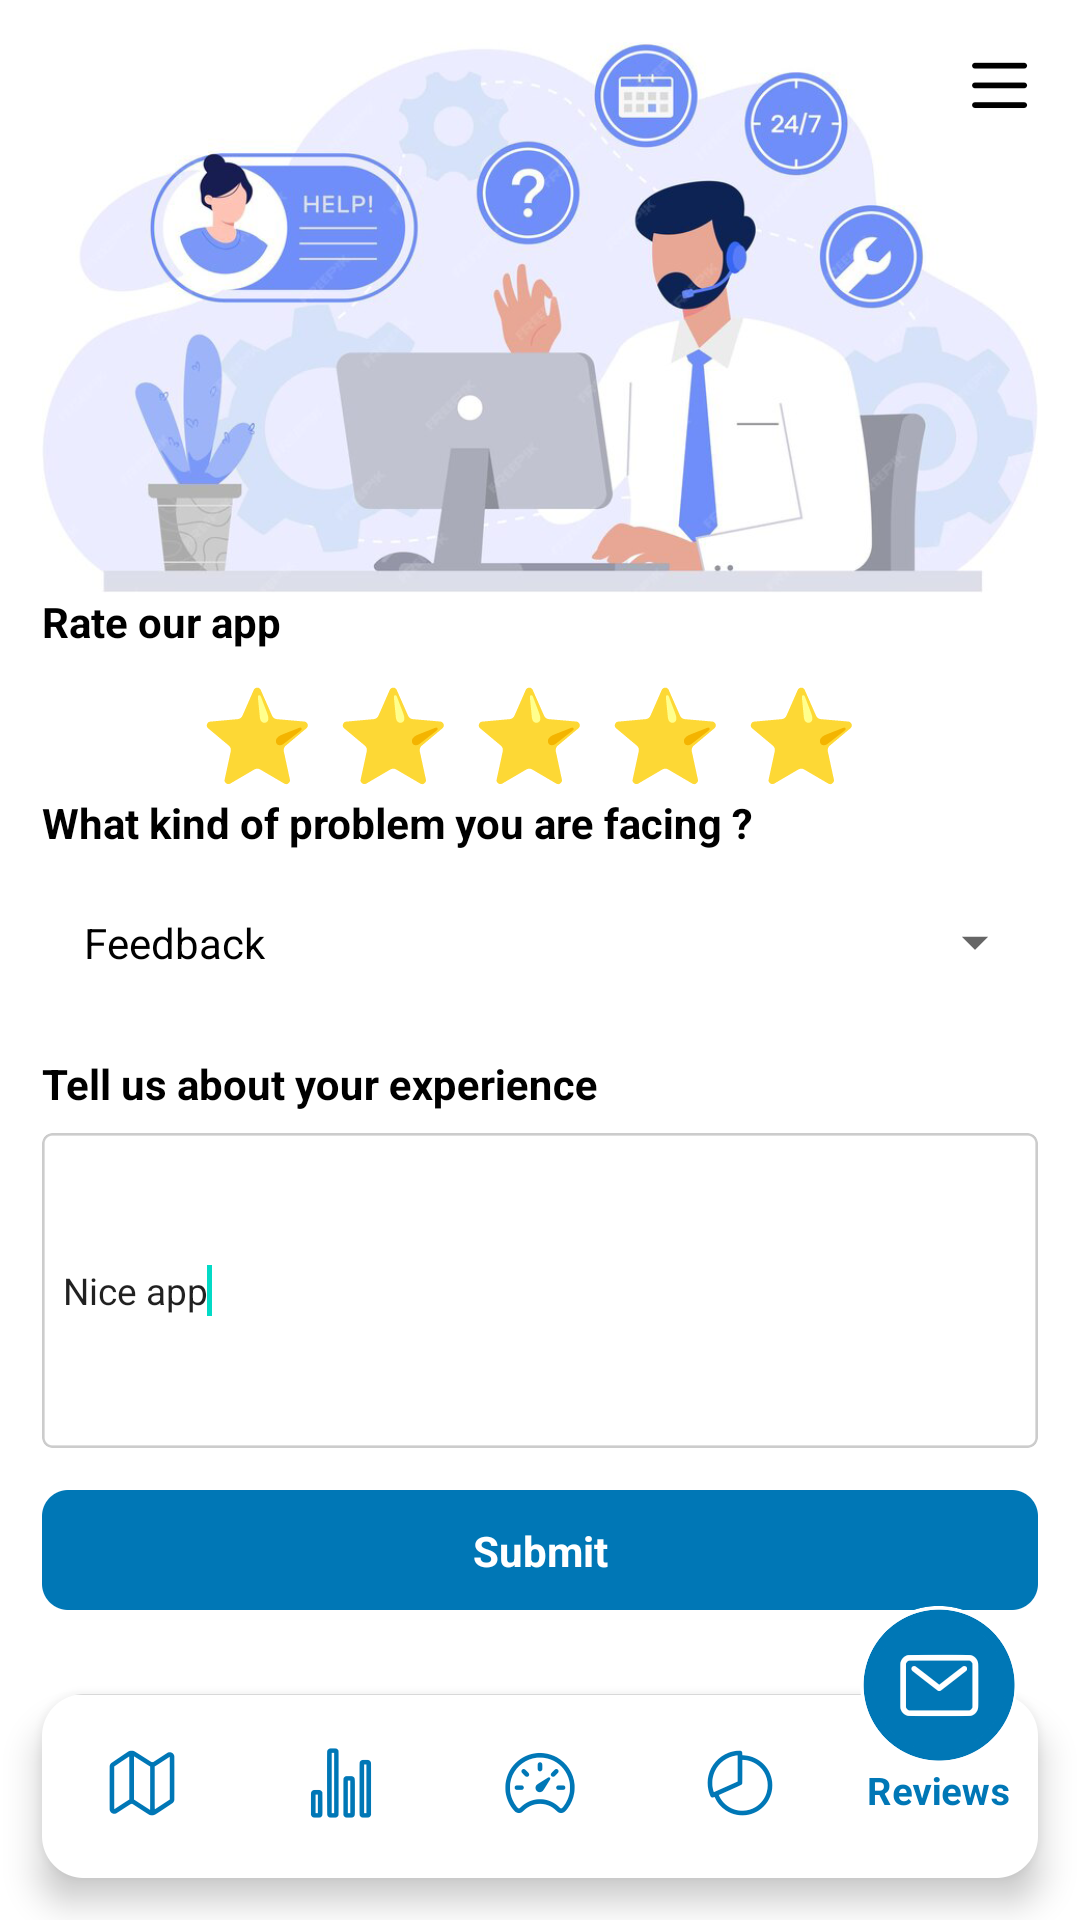 24/7
HELP!
?
Rate our app
What kind of problem you are facing ?
Feedback
Tell us about your experience
Nice app
Submit
Reviews